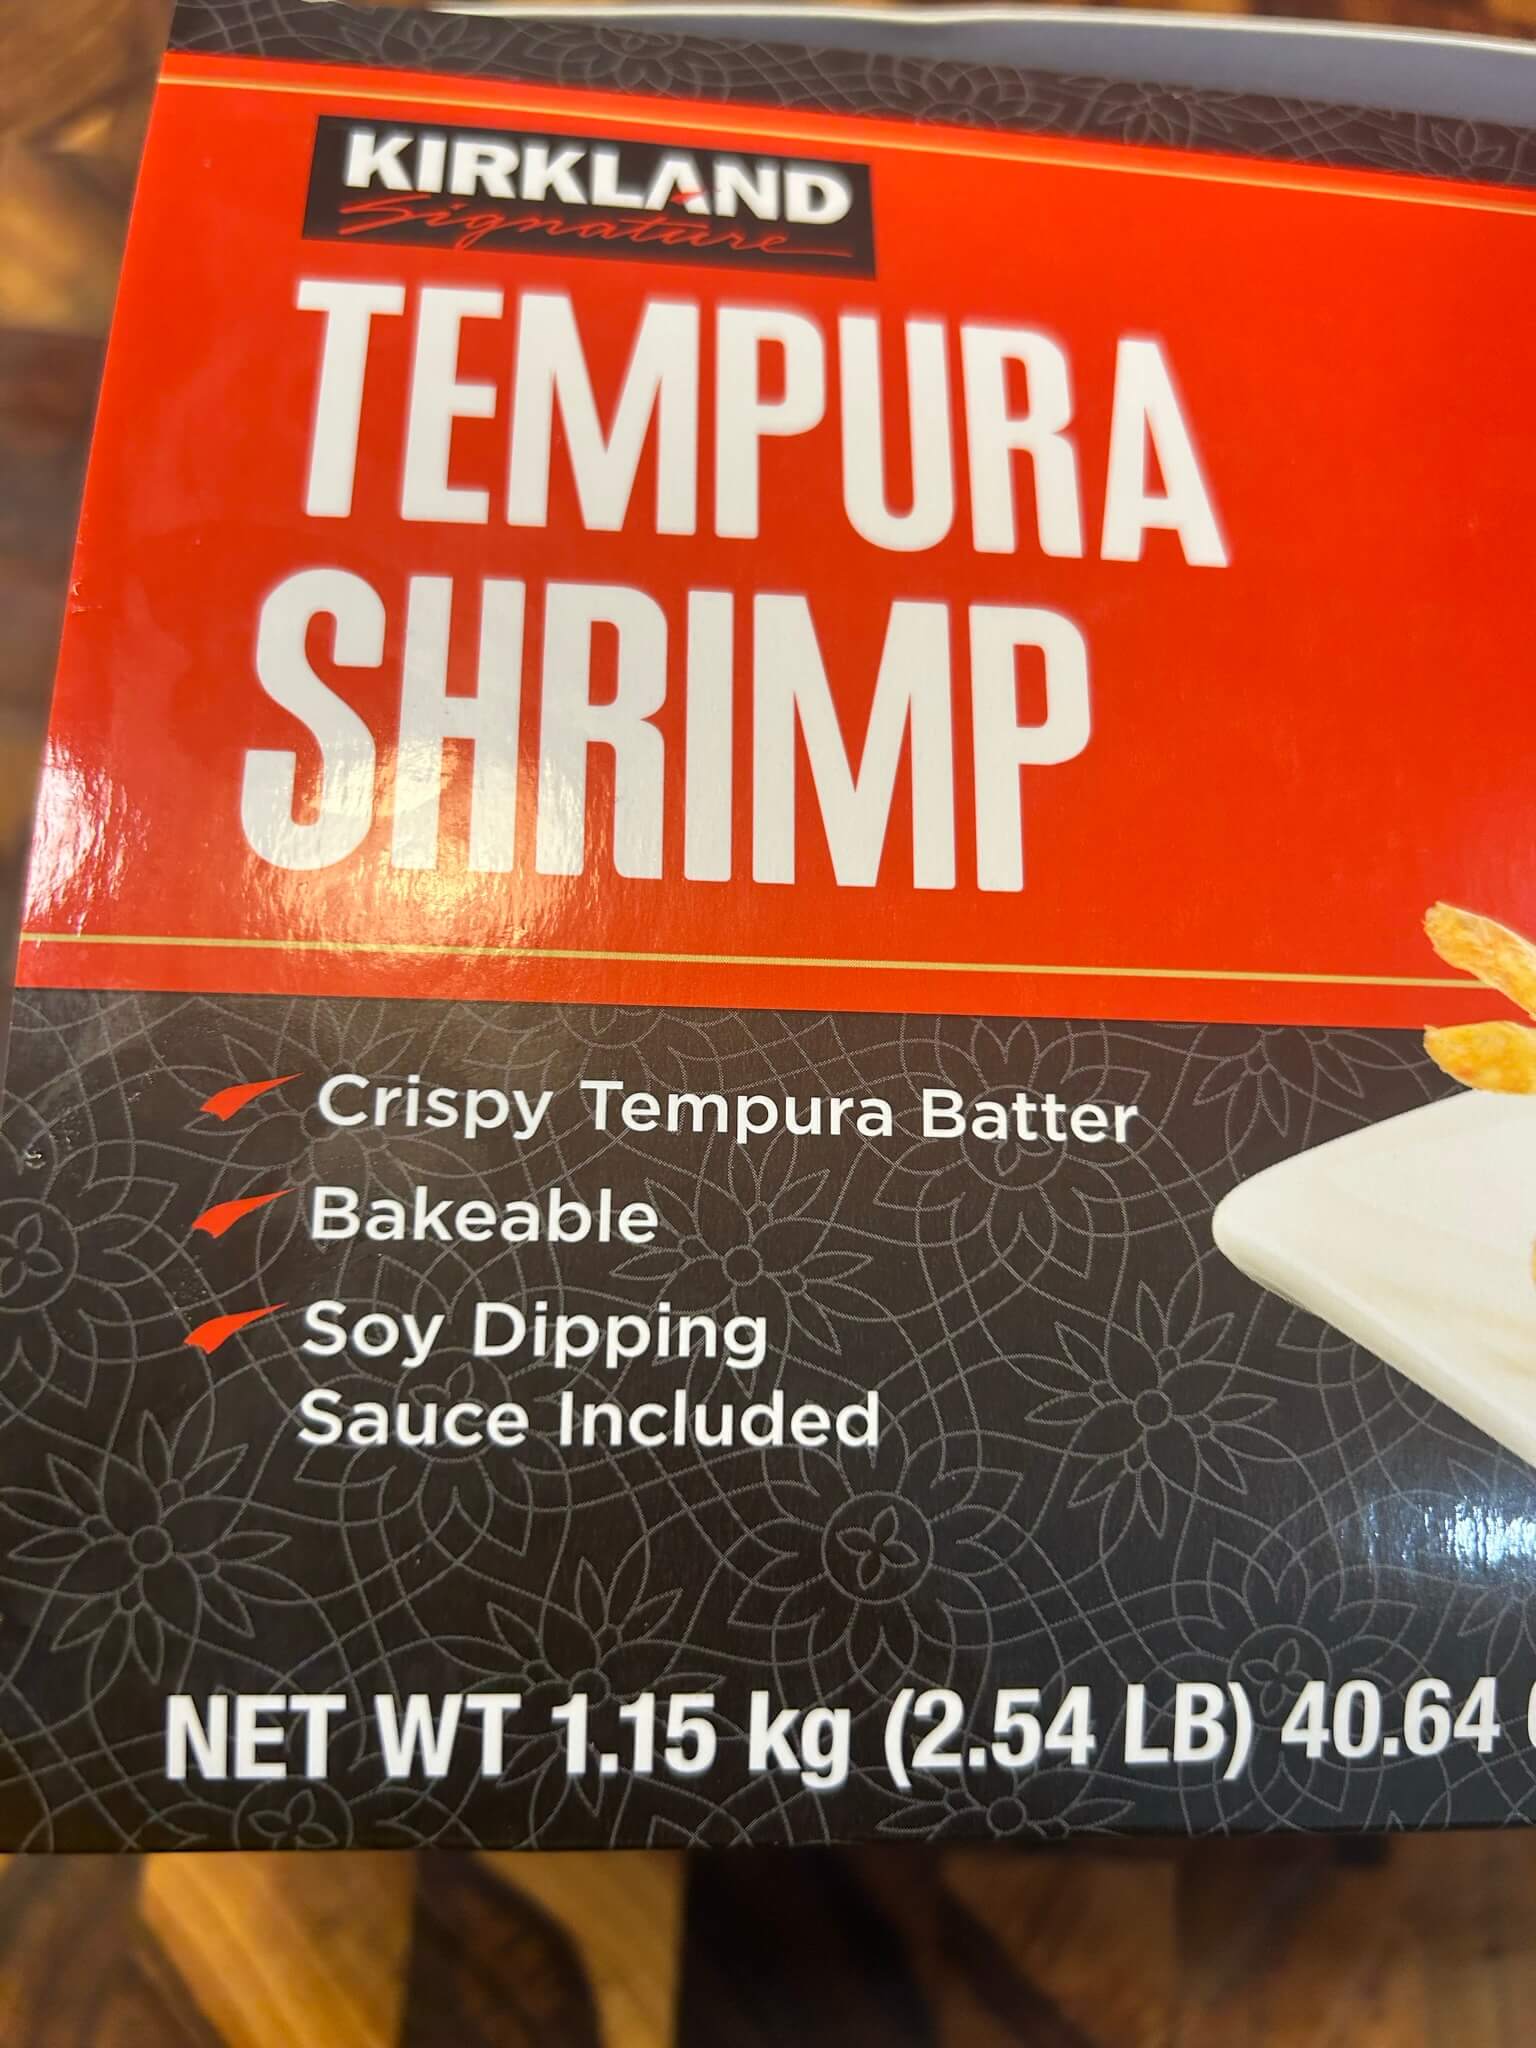 KIRKLAND
Signature
TEMPURA
SHRIMP
Crispy Tempura Batter
Bakeable
Soy Dipping
Sauce Included
NET WT 1.15 kg (2.54 LB) 40.64